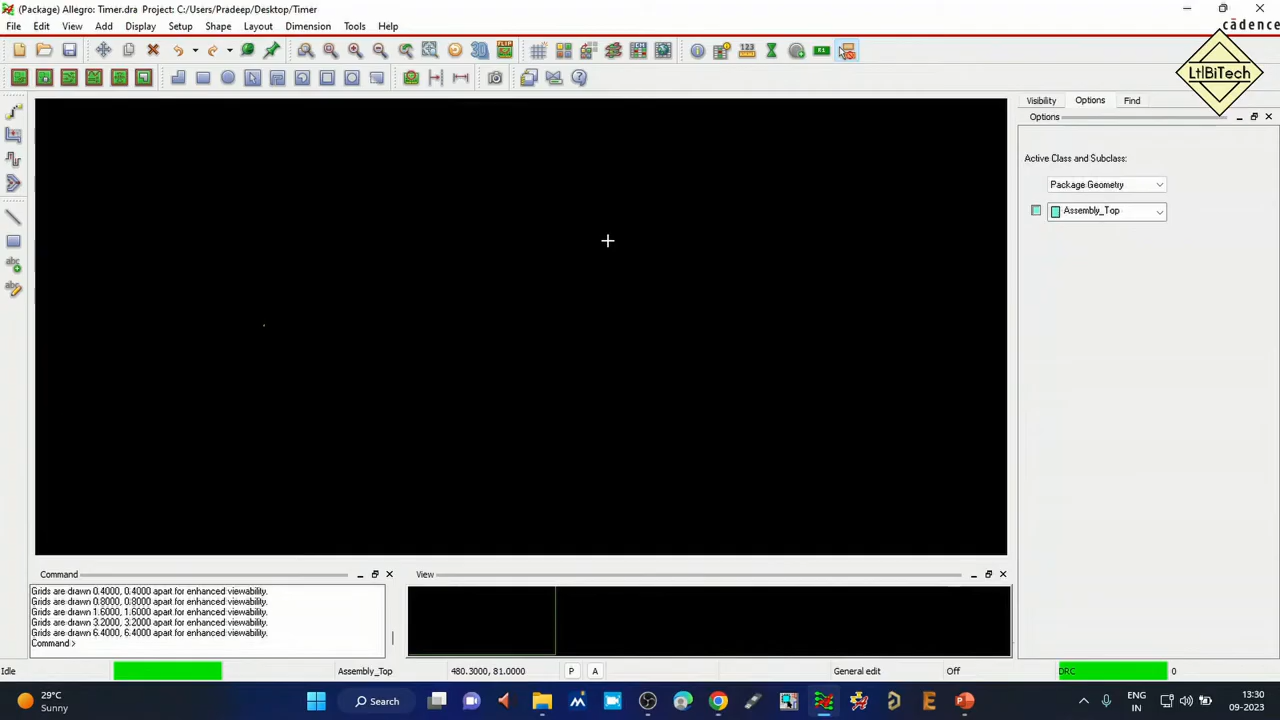 (Package) Allegro: Timer.dra Project: C:/Users/Pradeep/Desktop/Timer
File Edit View Add Display Setup Shape Layout Dimension Tools Help
cādence
LtlBiTech
Visibility Options Find
Options
Active Class and Subclass:
Package Geometry
Assembly_Top
Command
View
Grids are drawn 0.4000, 0.4000 apart for enhanced viewability.
Grids are drawn 0.8000, 0.8000 apart for enhanced viewability.
Grids are drawn 1.6000, 1.6000 apart for enhanced viewability.
Grids are drawn 3.2000, 3.2000 apart for enhanced viewability.
Grids are drawn 6.4000, 6.4000 apart for enhanced viewability.
Command >
Idle Assembly_Top 480.3000, 81.0000 P A General edit Off DRC 0
29°C
Sunny
Search
ENG
IN
13:30
09-2023